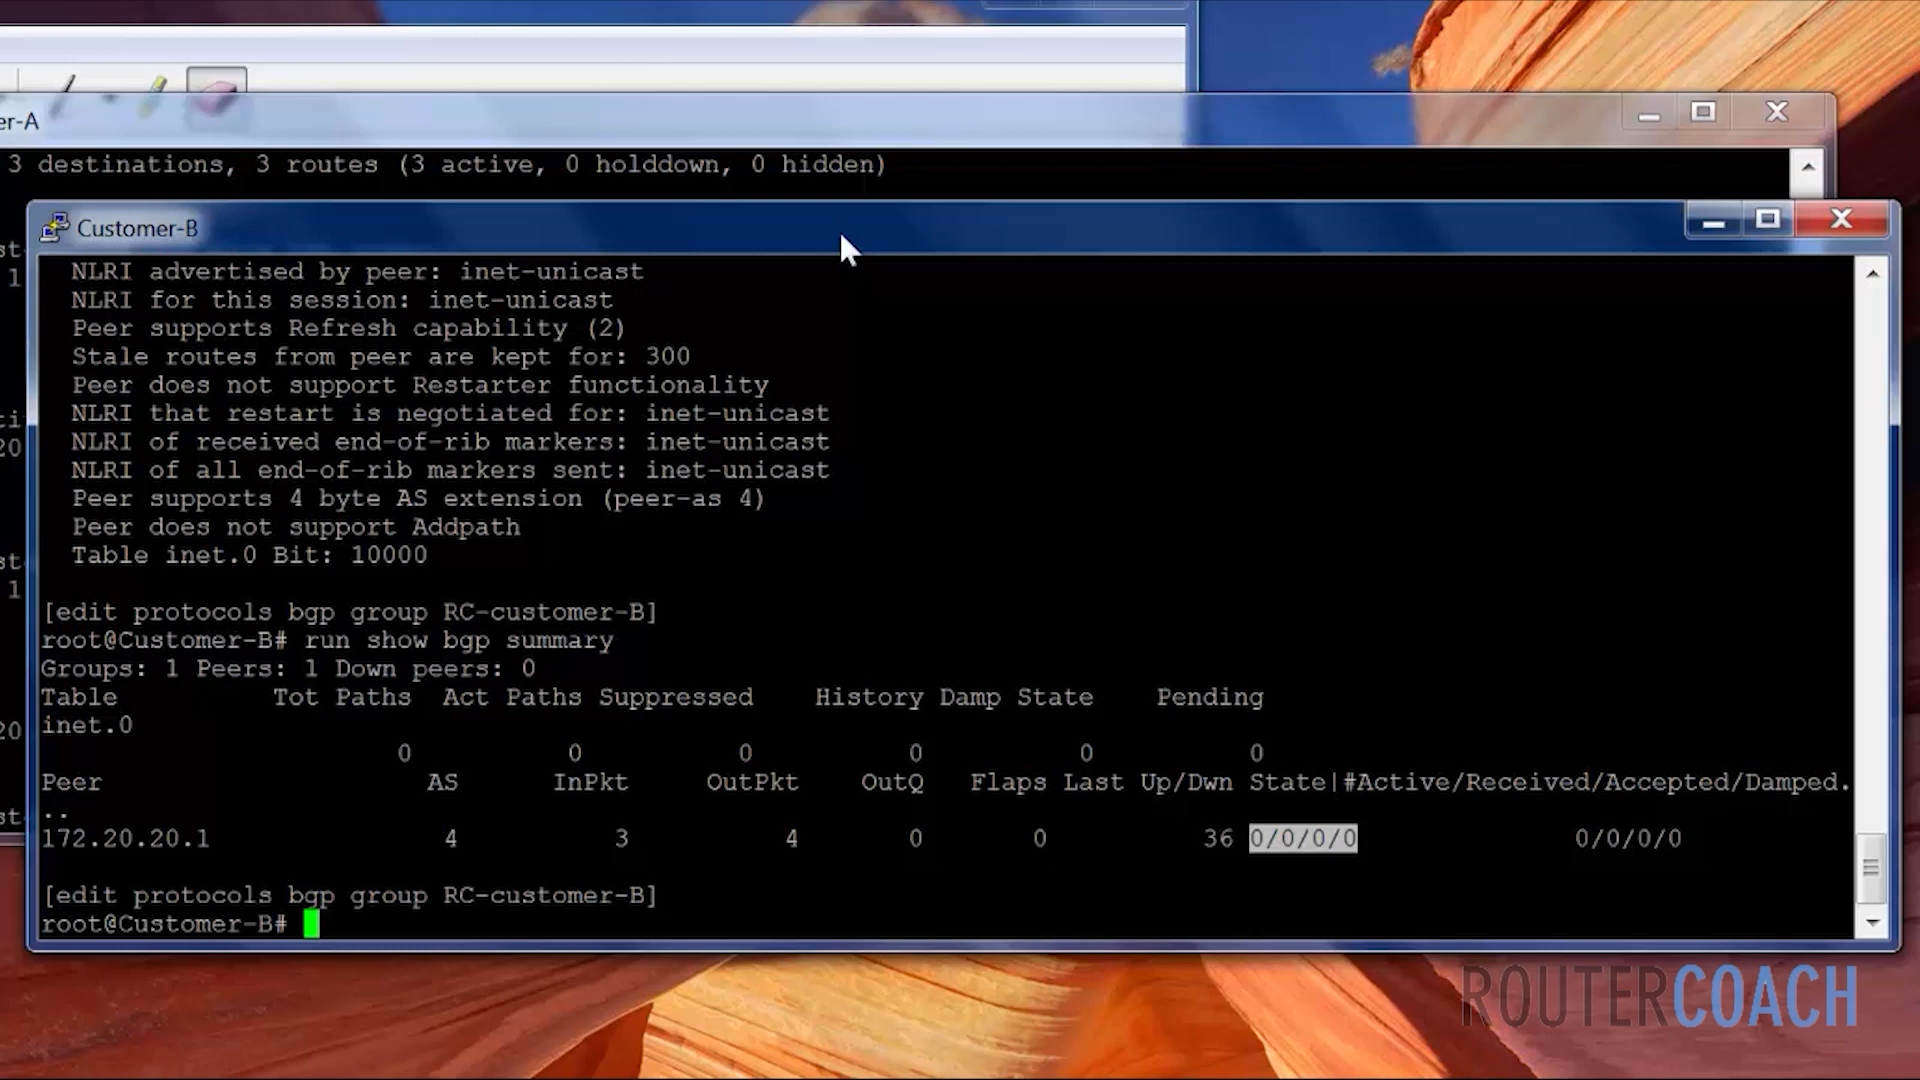 er-A
3 destinations, 3 routes (3 active, 0 holddown, 0 hidden)
Customer-B
NLRI advertised by peer: inet-unicast
NLRI for this session: inet-unicast
Peer supports Refresh capability (2)
Stale routes from peer are kept for: 300
Peer does not support Restarter functionality
NLRI that restart is negotiated for: inet-unicast
NLRI of received end-of-rib markers: inet-unicast
NLRI of all end-of-rib markers sent: inet-unicast
Peer supports 4 byte AS extension (peer-as 4)
Peer does not support Addpath
Table inet.0 Bit: 10000
[edit protocols bgp group RC-customer-B]
root@Customer-B# run show bgp summary
Groups: 1 Peers: 1 Down peers: 0
Table Tot Paths Act Paths Suppressed History Damp State Pending
inet.0
0 0 0 0 0 0
Peer AS InPkt OutPkt OutQ Flaps Last Up/Dwn State|#Active/Received/Accepted/Damped.
..
172.20.20.1 4 3 4 0 0 36 0/0/0/0 0/0/0/0
[edit protocols bgp group RC-customer-B]
root@Customer-B#
ROUTERCOACH